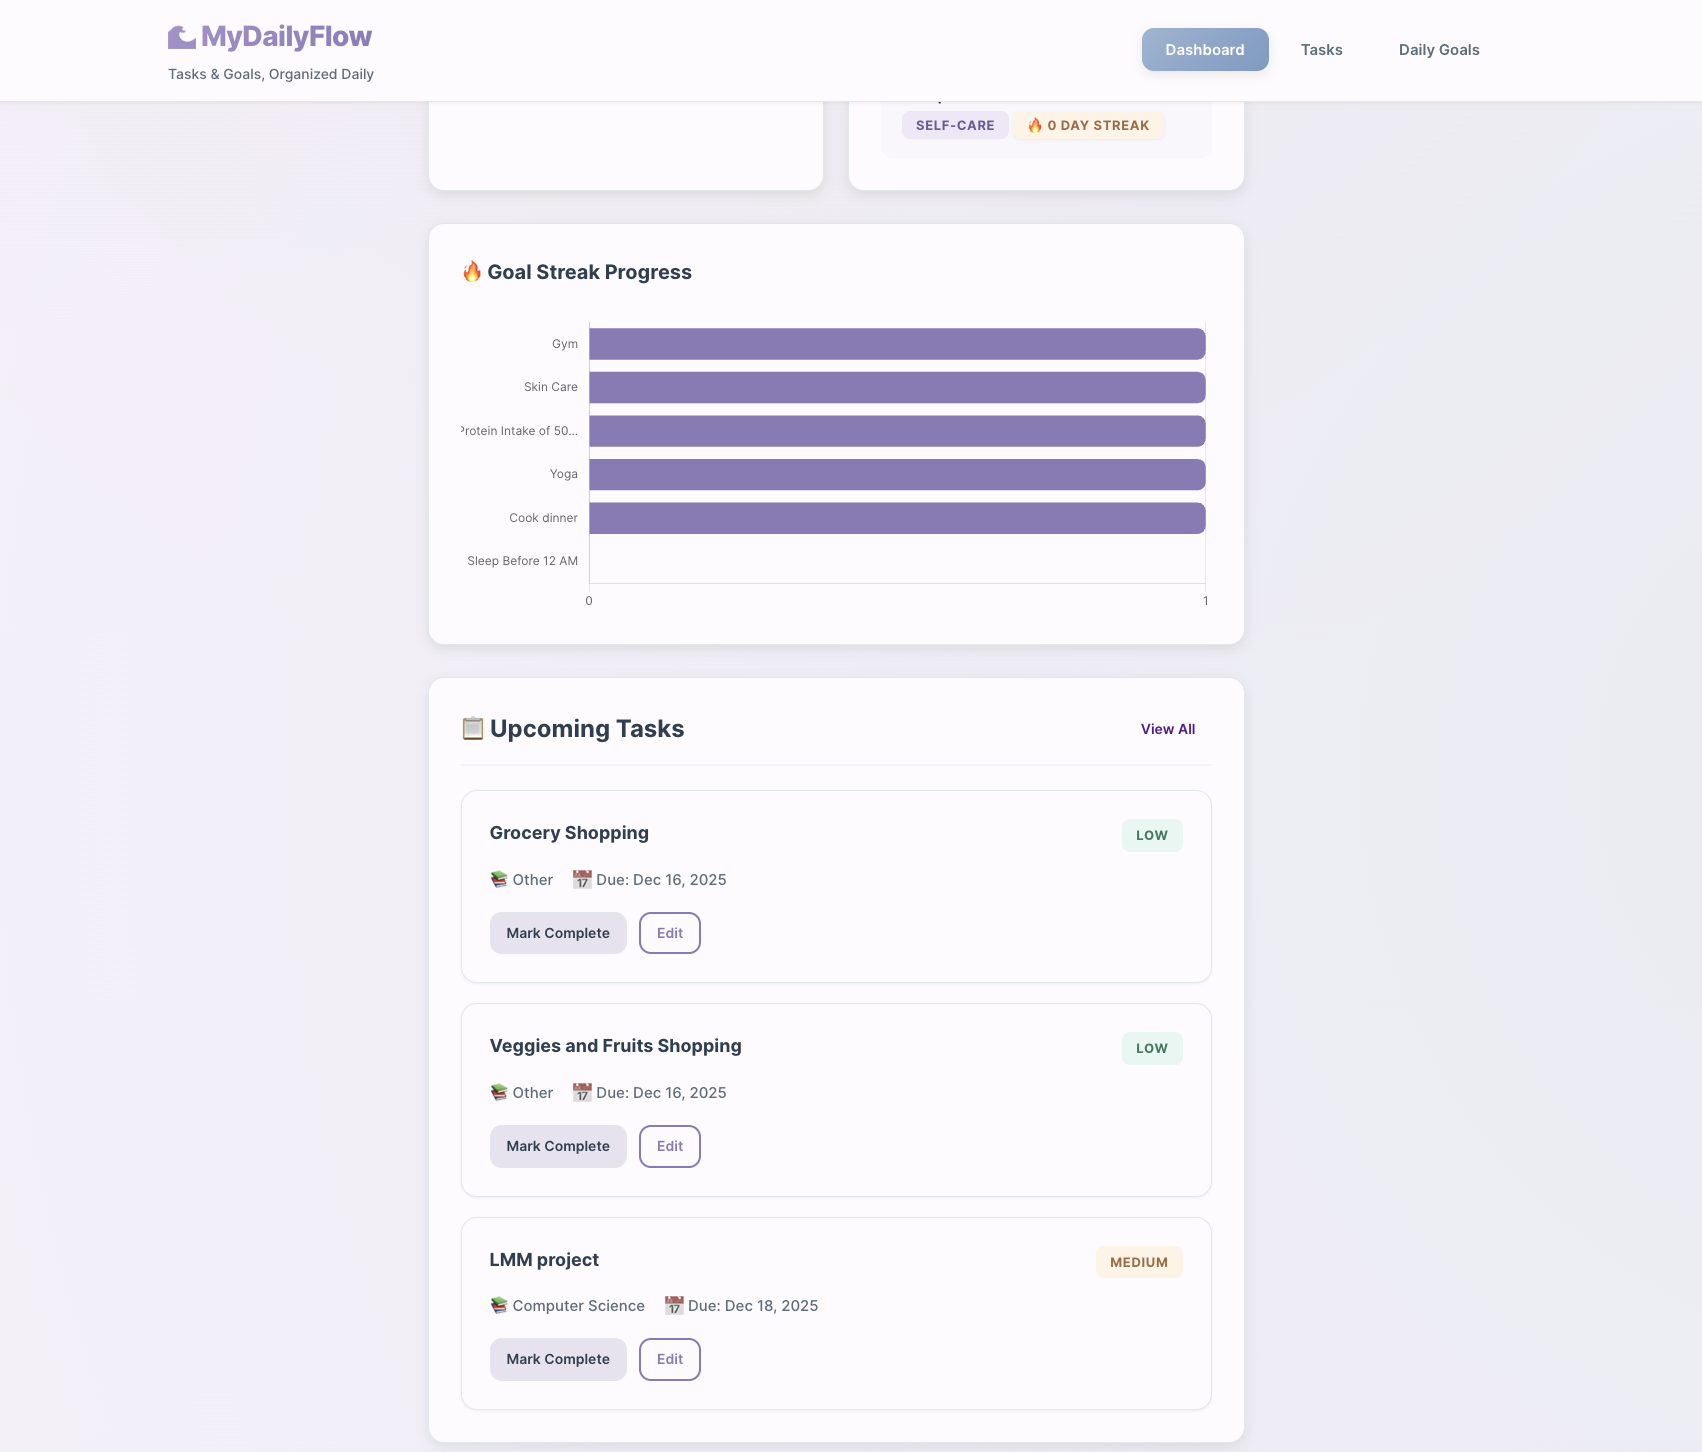 MyDailyFlow
Tasks & Goals, Organized Daily
Dashboard
Tasks
Daily Goals
SELF-CARE
🔥 0 DAY STREAK
🔥 Goal Streak Progress
Gym
Skin Care
Protein Intake of 50...
Yoga
Cook dinner
Sleep Before 12 AM
0
1
📋 Upcoming Tasks
View All
Grocery Shopping
LOW
📚 Other
📅 Due: Dec 16, 2025
Mark Complete
Edit
Veggies and Fruits Shopping
LOW
📚 Other
📅 Due: Dec 16, 2025
Mark Complete
Edit
LMM project
MEDIUM
📚 Computer Science
📅 Due: Dec 18, 2025
Mark Complete
Edit